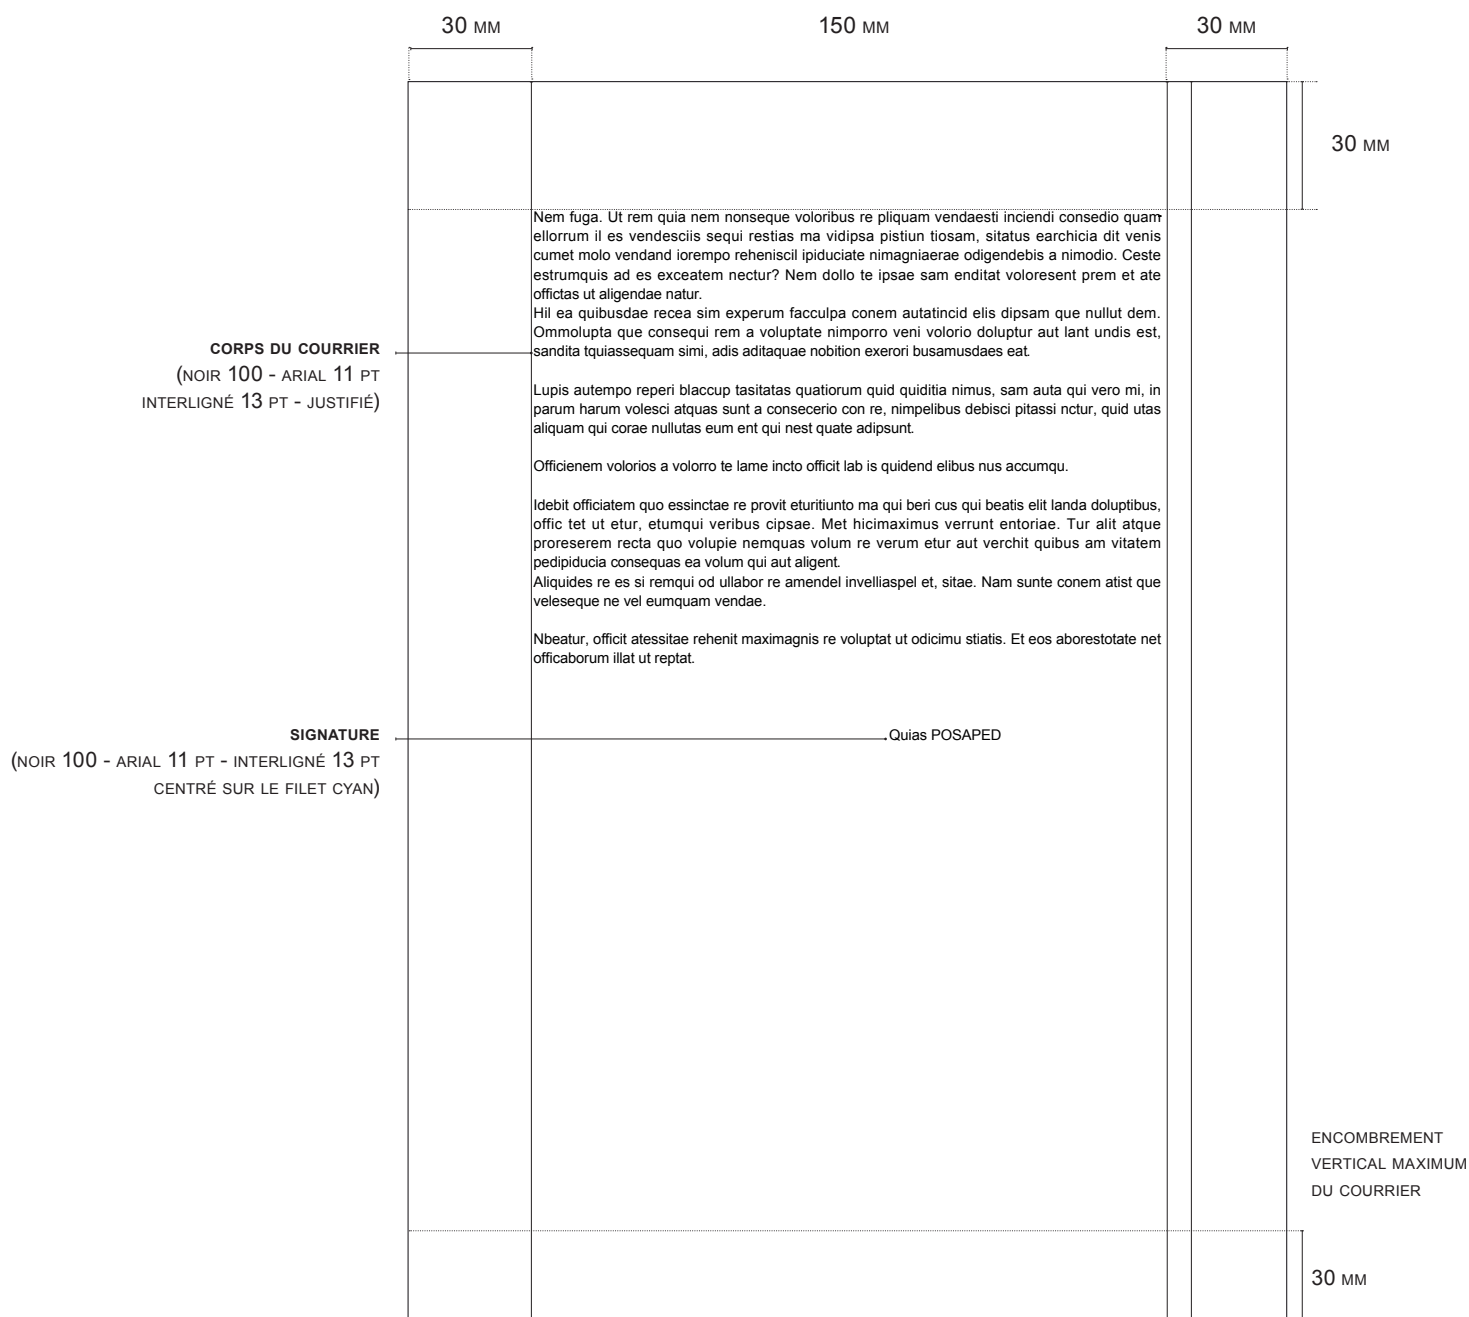 30 MM
150 MM
30 MM
30 MM
Nem fuga. Ut rem quia nem nonseque voloribus re pliquam vendaesti inciendi consedio quam
ellorrum il es vendesciis sequi restias ma vidipsa pistiun tiosam, sitatus earchicia dit venis
cumet molo vendand iorempo reheniscil ipiduciate nimagniaerae odigendebis a nimodio. Ceste
estrumquis ad es exceatem nectur? Nem dollo te ipsae sam enditat voloresent prem et ate
offictas ut aligendae natur.
Hil ea quibusdae recea sim experum facculpa conem autatincid elis dipsam que nullut dem.
Ommolupta que consequi rem a voluptate nimporro veni volorio doluptur aut lant undis est,
sandita tquiassequam simi, adis aditaquae nobition exerori busamusdaes eat.
CORPS DU COURRIER
(NOIR 100 - ARIAL 11 PT
INTERLIGNÉ 13 PT - JUSTIFIÉ)
Lupis autempo reperi blaccup tasitatas quatiorum quid quiditia nimus, sam auta qui vero mi, in
parum harum volesci atquas sunt a consecerio con re, nimpelibus debisci pitassi nctur, quid utas
aliquam qui corae nullutas eum ent qui nest quate adipsunt.
Officienem volorios a volorro te lame incto officit lab is quidend elibus nus accumqu.
Idebit officiatem quo essinctae re provit eturitiunto ma qui beri cus qui beatis elit landa doluptibus,
offic tet ut etur, etumqui veribus cipsae. Met hicimaximus verrunt entoriae. Tur alit atque
proreserem recta quo volupie nemquas volum re verum etur aut verchit quibus am vitatem
pedipiducia consequas ea volum qui aut aligent.
Aliquides re es si remqui od ullabor re amendel invelliaspel et, sitae. Nam sunte conem atist que
veleseque ne vel eumquam vendae.
Nbeatur, officit atessitae rehenit maximagnis re voluptat ut odicimu stiatis. Et eos aborestotate net
officaborum illat ut reptat.
SIGNATURE
(NOIR 100 - ARIAL 11 PT - INTERLIGNÉ 13 PT
CENTRÉ SUR LE FILET CYAN)
Quias POSAPED
ENCOMBREMENT
VERTICAL MAXIMUM
DU COURRIER
30 MM